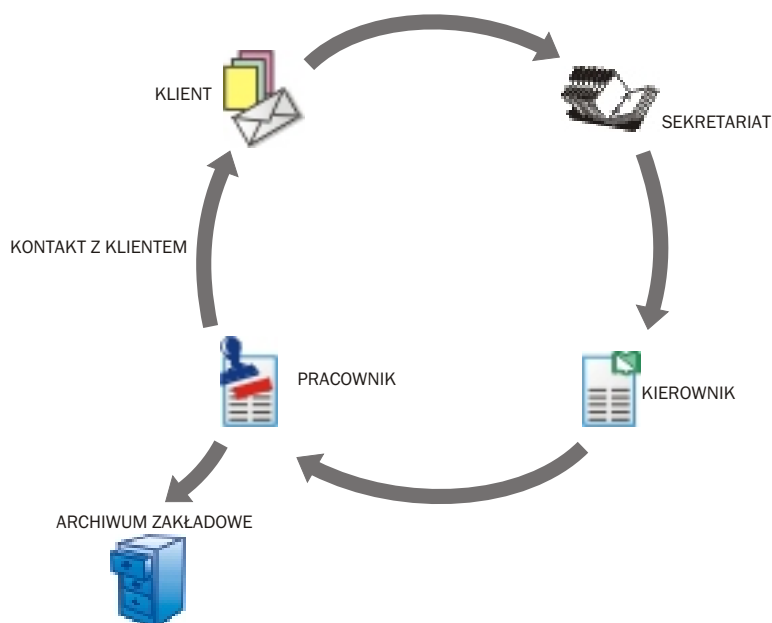 KLIENT
SEKRETARIAT
KONTAKT Z KLIENTEM
PRACOWNIK
KIEROWNIK
ARCHIWUM ZAKŁADOWE